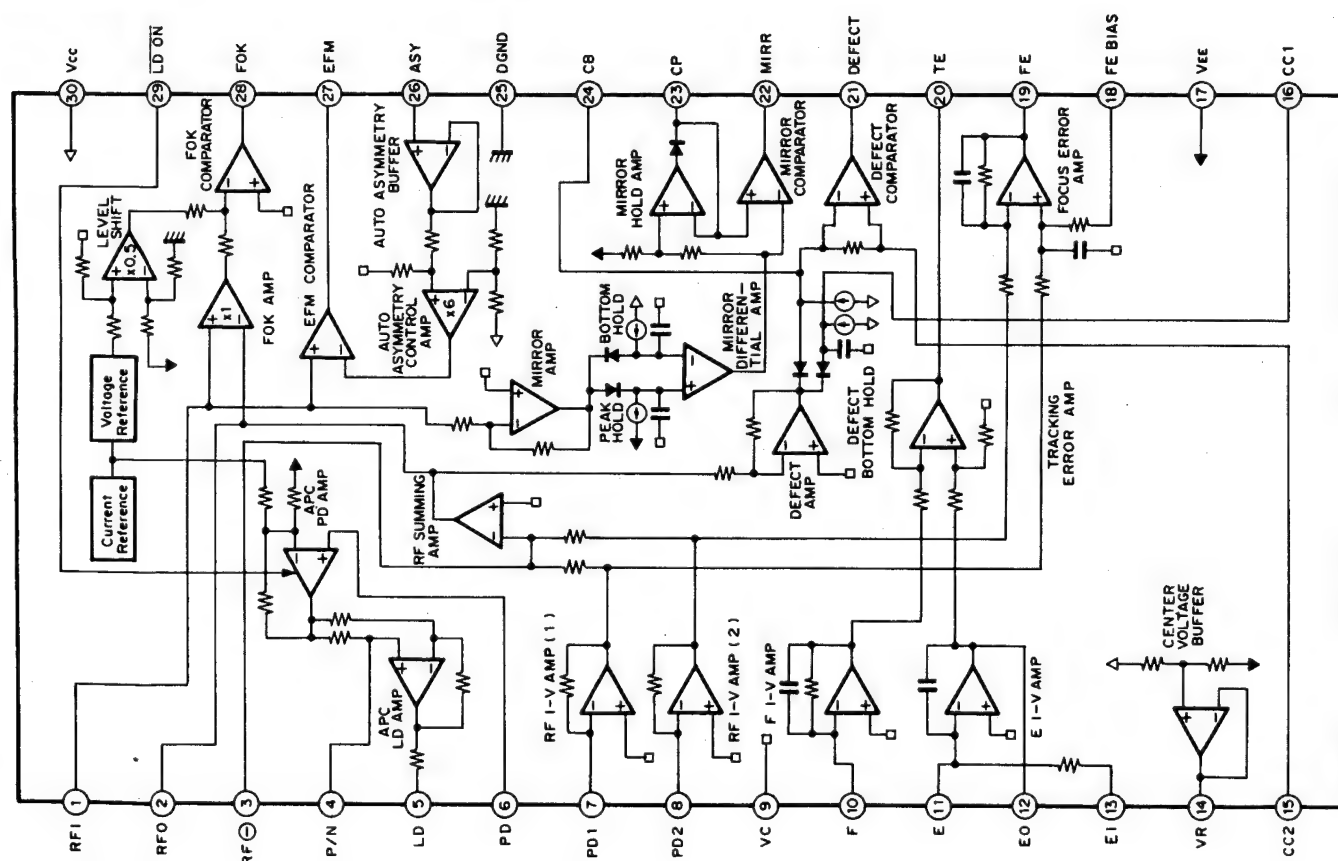 30 Vcc
29 LD ON
28 FOK
27 EFM
26 ASY
25 DGND
24 CB
23 CP
22 MIRR
21 DEFECT
20 TE
19 FE
18 FE BIAS
17 VEE
16 CC1
FOK
COMPARATOR
LEVEL
SHIFT
×0.5
×1
FOK AMP
EFM COMPARATOR
Voltage
Reference
Current
Reference
AUTO ASYMMETRY
BUFFER
AUTO
ASYMMETRY
CONTROL
AMP
×6
MIRROR
HOLD AMP
MIRROR
COMPARATOR
DEFECT
COMPARATOR
FOCUS ERROR
AMP
MIRROR AMP
BOTTOM
HOLD
PEAK
HOLD
MIRROR
DIFFEREN-
TIAL AMP
DEFECT
AMP
DEFECT
BOTTOM HOLD
TRACKING
ERROR AMP
APC
PD AMP
APC
LD AMP
RF SUMMING
AMP
RF I-V AMP (1)
RF I-V AMP (2)
F I-V AMP
E I-V AMP
CENTER
VOLTAGE
BUFFER
1 RFI
2 RFO
3 RF⊖
4 P/N
5 LD
6 PD
7 PD1
8 PD2
9 VC
10 F
11 E
12 EO
13 EI
14 VR
15 CC2